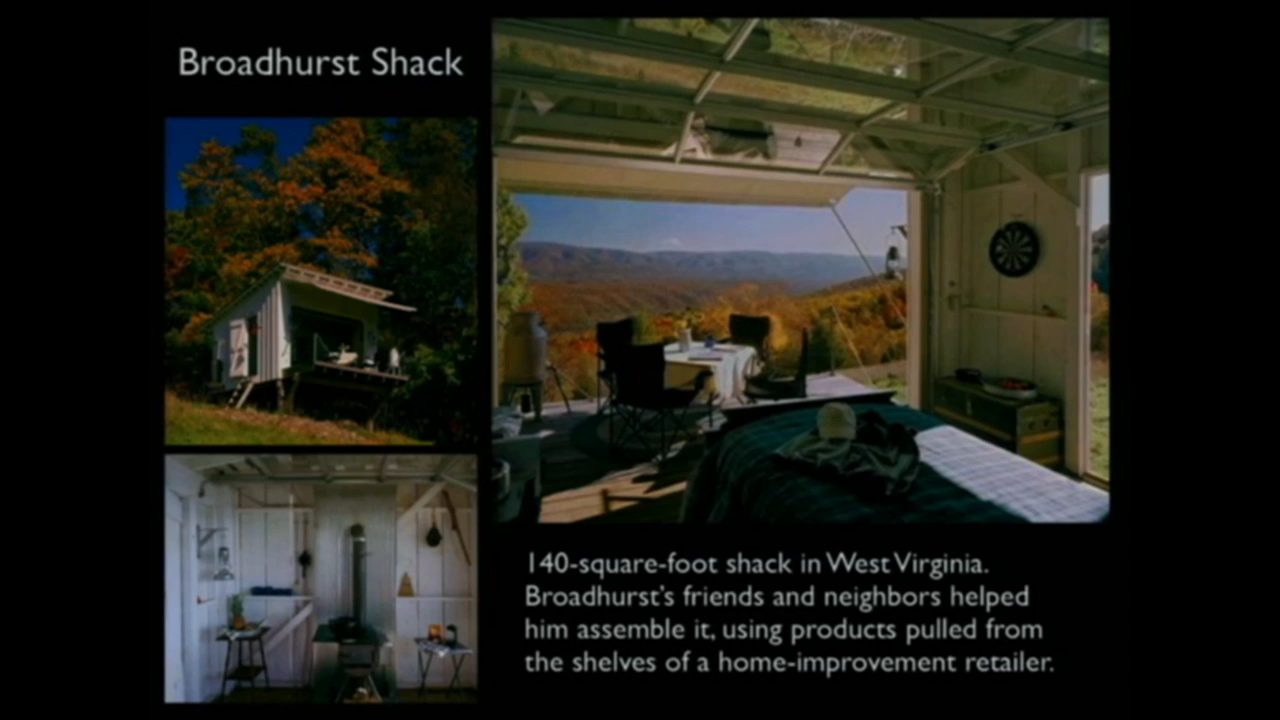 Broadhurst Shack
140-square-foot shack in West Virginia.
Broadhurst's friends and neighbors helped
him assemble it, using products pulled from
the shelves of a home-improvement retailer.